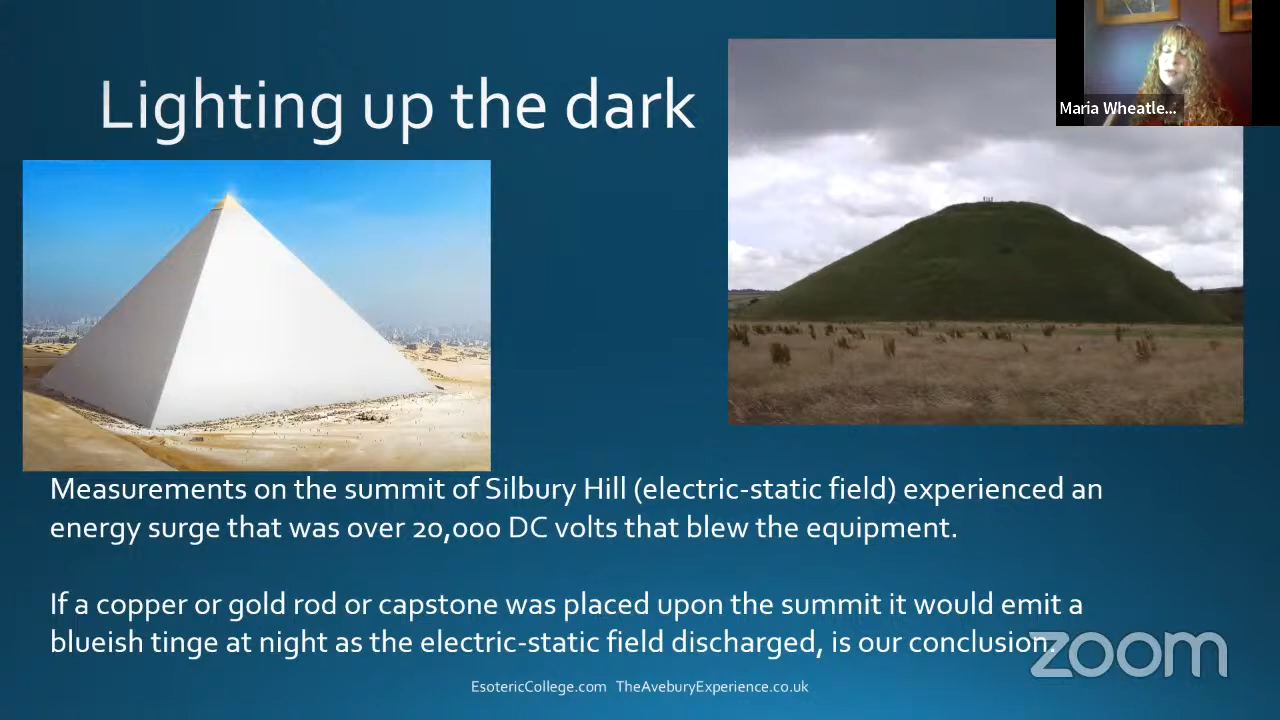 Maria Wheatle...
Lighting up the dark
Measurements on the summit of Silbury Hill (electric-static field) experienced an
energy surge that was over 20,000 DC volts that blew the equipment.
If a copper or gold rod or capstone was placed upon the summit it would emit a
blueish tinge at night as the electric-static field discharged, is our conclusion.
zoom
EsotericCollege.com TheAveburyExperience.co.uk